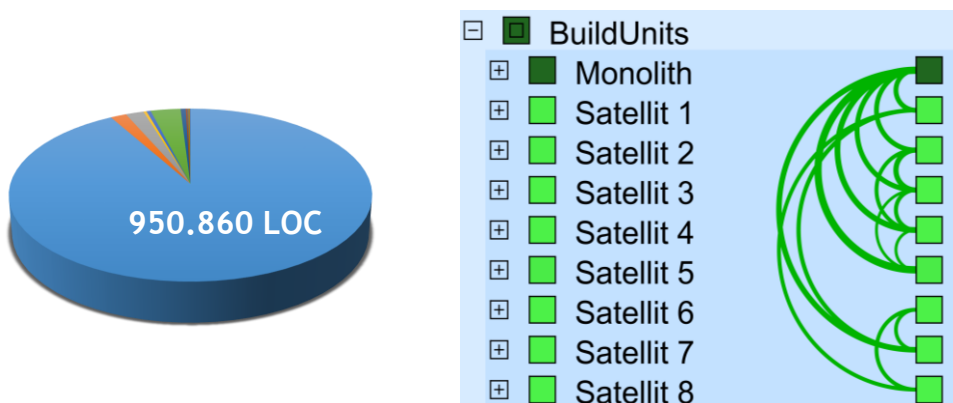 950.860 LOC
BuildUnits
Monolith
Satellit 1
Satellit 2
Satellit 3
Satellit 4
Satellit 5
Satellit 6
Satellit 7
Satellit 8